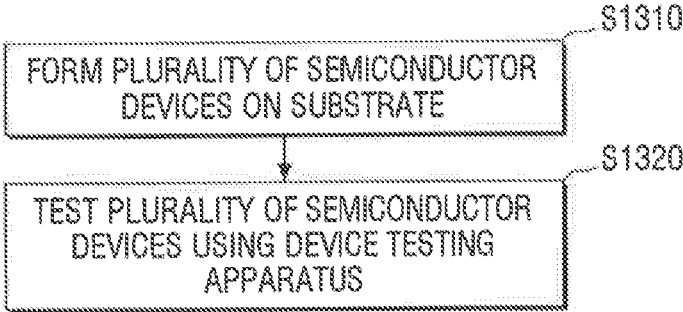 S1310
FORM PLURALITY OF SEMICONDUCTOR
DEVICES ON SUBSTRATE
S1320
TEST PLURALITY OF SEMICONDUCTOR
DEVICES USING DEVICE TESTING
APPARATUS